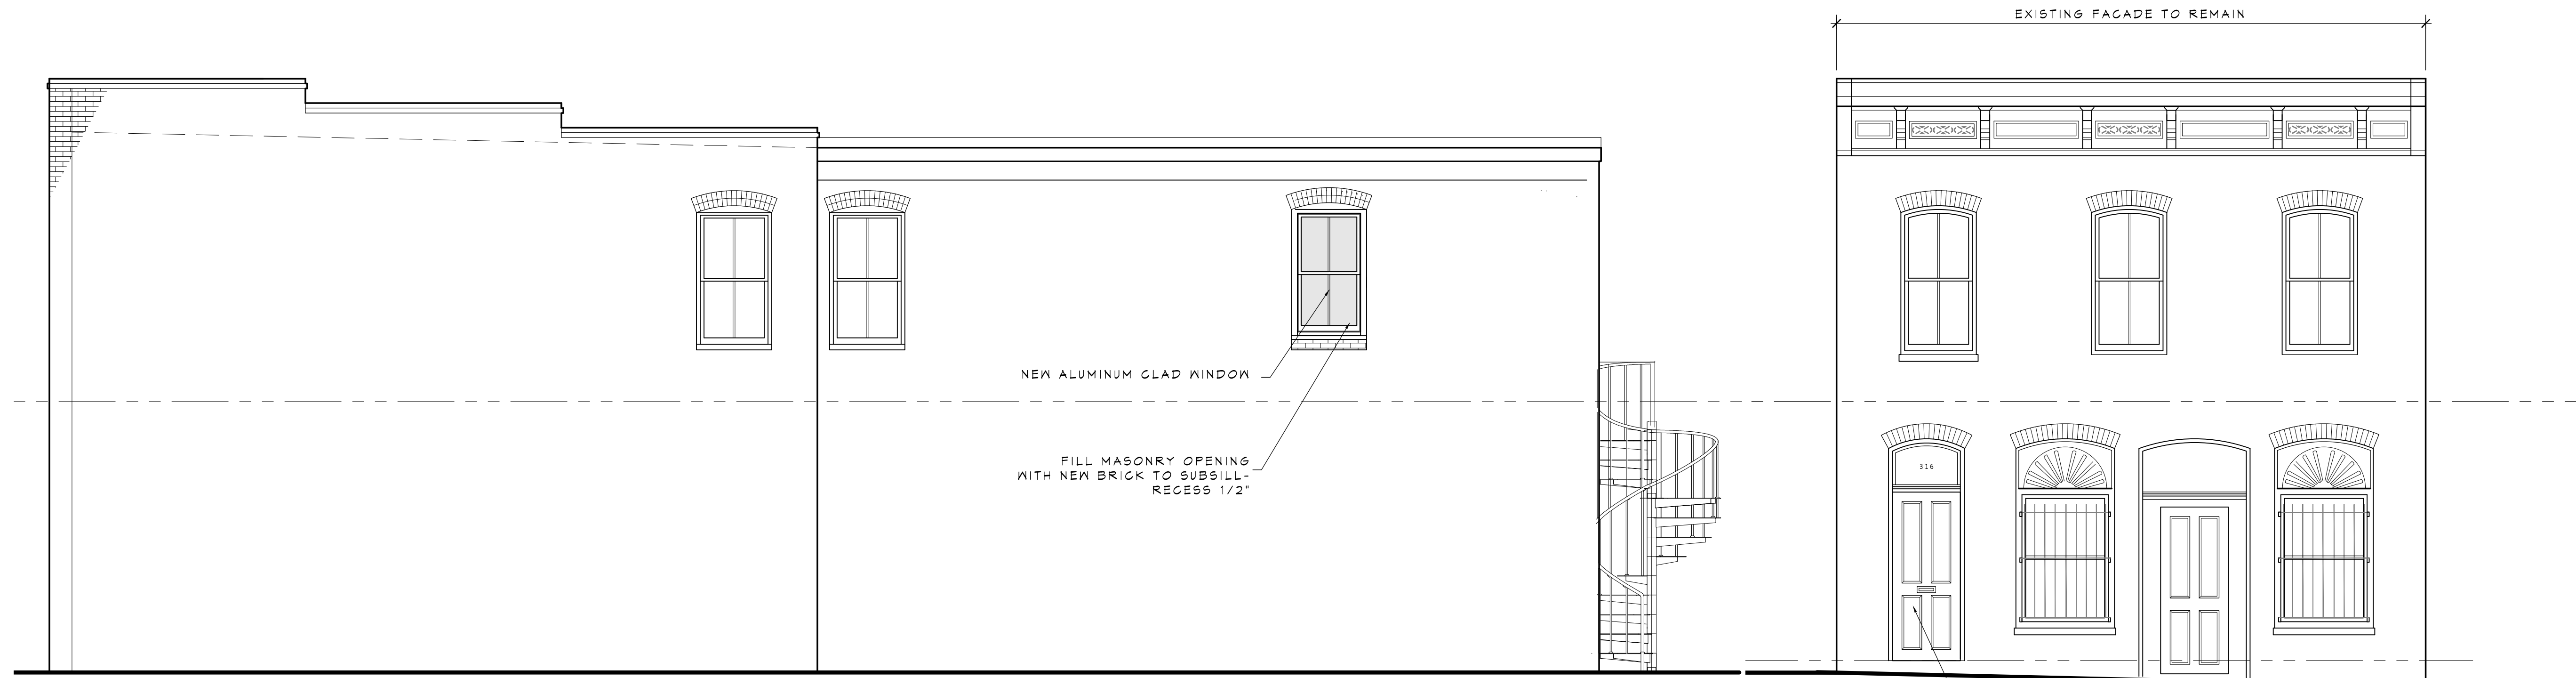 EXISTING FACADE TO REMAIN
NEW ALUMINUM CLAD WINDOW
FILL MASONRY OPENING
WITH NEW BRICK TO SUBSILL-
RECESS 1/2"
316